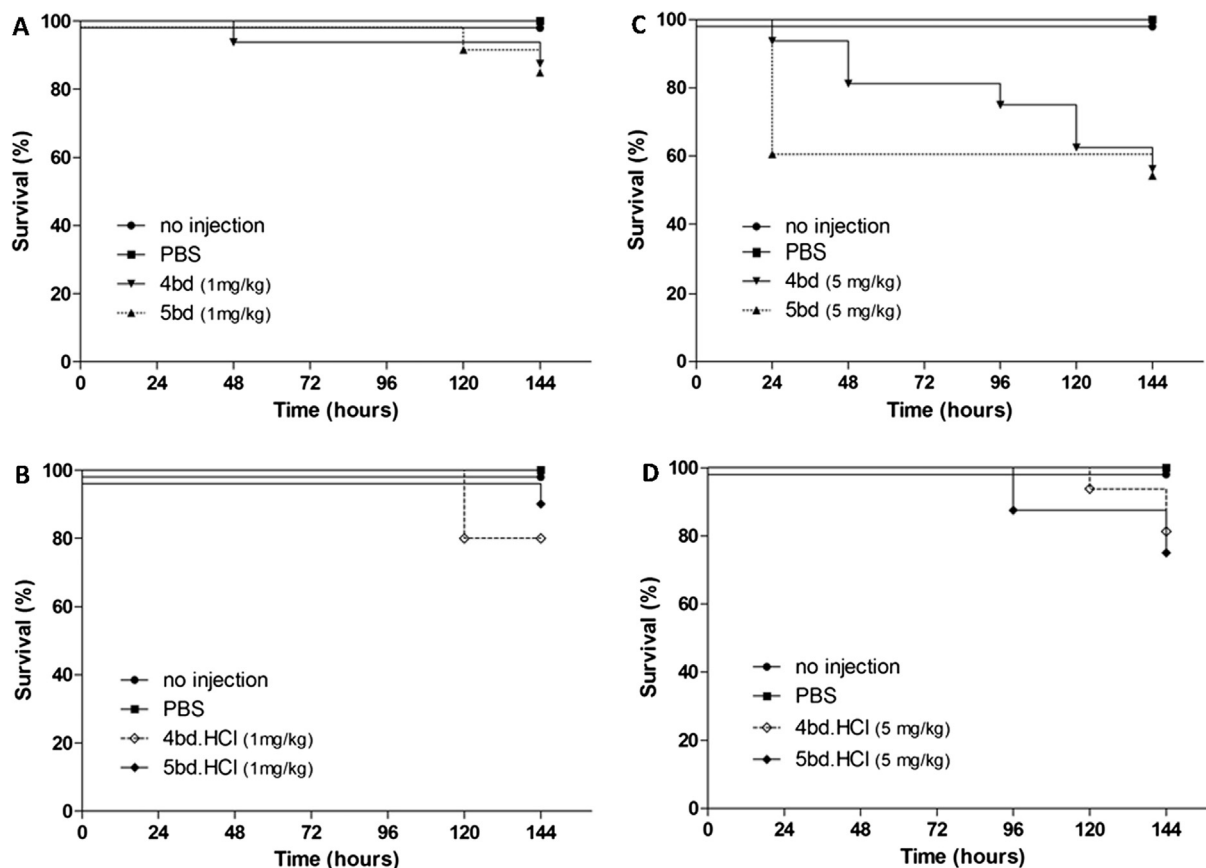 A
Survival (%)
100
80
60
40
20
0
no injection
PBS
4bd (1mg/kg)
5bd (1mg/kg)
0 24 48 72 96 120 144
Time (hours)
C
Survival (%)
100
80
60
40
20
0
no injection
PBS
4bd (5 mg/kg)
5bd (5 mg/kg)
0 24 48 72 96 120 144
Time (hours)
B
Survival (%)
100
80
60
40
20
0
no injection
PBS
4bd.HCl (1mg/kg)
5bd.HCl (1mg/kg)
0 24 48 72 96 120 144
Time (hours)
D
Survival (%)
100
80
60
40
20
0
no injection
PBS
4bd.HCl (5 mg/kg)
5bd.HCl (5 mg/kg)
0 24 48 72 96 120 144
Time (hours)